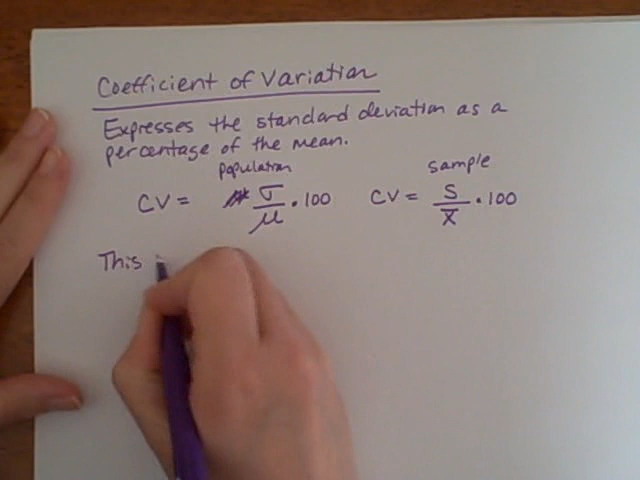 Coefficient of Variation
Expresses the standard deviation as a
percentage of the mean.
population
CV = σ/μ · 100
sample
CV = S/x̄ · 100
This